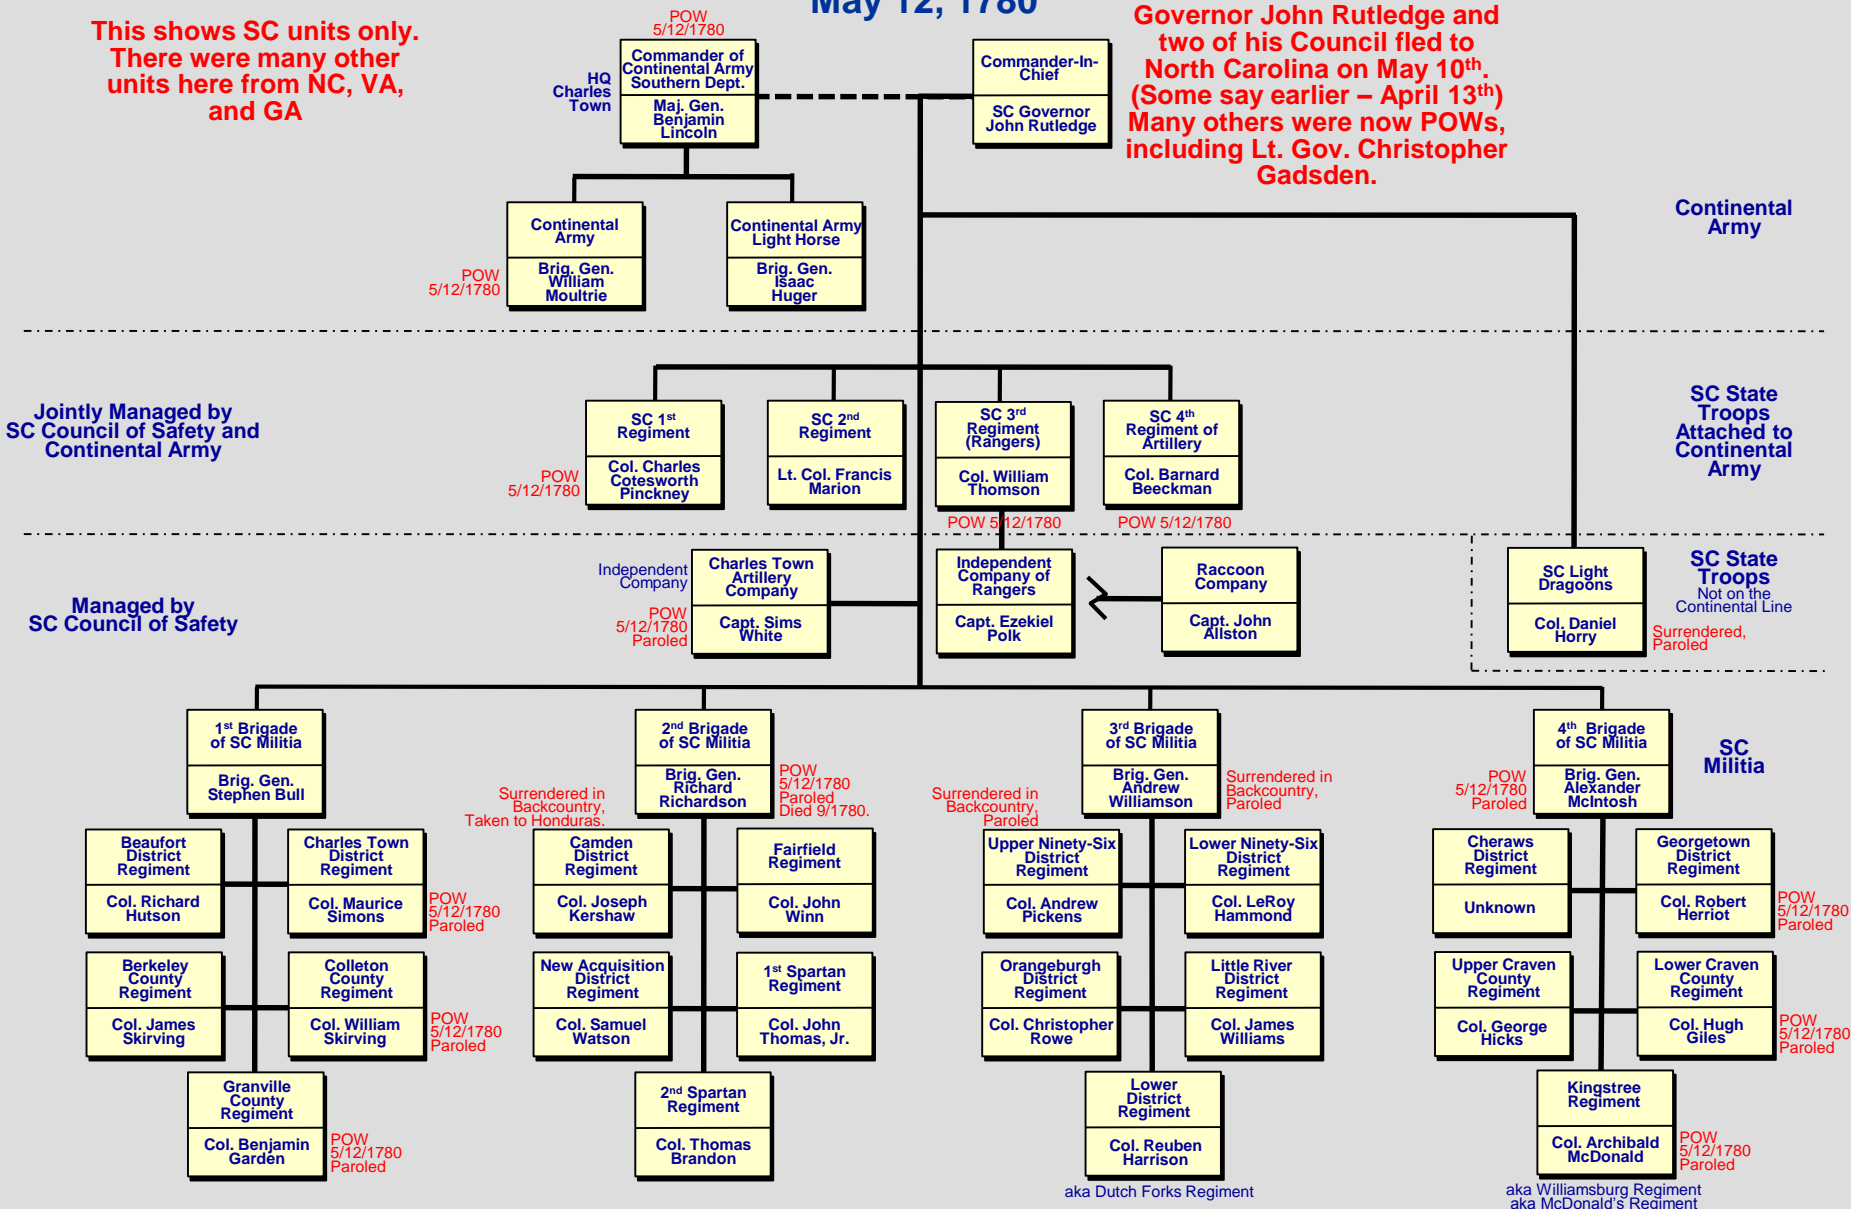 May 12, 1780
This shows SC units only.
There were many other
units here from NC, VA,
and GA
POW
5/12/1780
HQ
Charles
Town
Commander of
Continental Army
Southern Dept.
Maj. Gen.
Benjamin
Lincoln
Commander-In-
Chief
SC Governor
John Rutledge
Governor John Rutledge and
two of his Council fled to
North Carolina on May 10th.
(Some say earlier – April 13th)
Many others were now POWs,
including Lt. Gov. Christopher
Gadsden.
Continental
Army
POW
5/12/1780
Continental
Army
Brig. Gen.
William
Moultrie
Continental Army
Light Horse
Brig. Gen.
Isaac
Huger
Jointly Managed by
SC Council of Safety and
Continental Army
SC 1st
Regiment
Col. Charles
Cotesworth
Pinckney
POW
5/12/1780
SC 2nd
Regiment
Lt. Col. Francis
Marion
SC 3rd
Regiment
(Rangers)
Col. William
Thomson
POW 5/12/1780
SC 4th
Regiment of
Artillery
Col. Barnard
Beeckman
POW 5/12/1780
SC State
Troops
Attached to
Continental
Army
Managed by
SC Council of Safety
Independent
Company
POW
5/12/1780
Paroled
Charles Town
Artillery
Company
Capt. Sims
White
Independent
Company of
Rangers
Capt. Ezekiel
Polk
Raccoon
Company
Capt. John
Allston
SC Light
Dragoons
Col. Daniel
Horry
Surrendered,
Paroled
SC State
Troops
Not on the
Continental Line
SC
Militia
1st Brigade
of SC Militia
Brig. Gen.
Stephen Bull
Beaufort
District
Regiment
Col. Richard
Hutson
Charles Town
District
Regiment
Col. Maurice
Simons
POW
5/12/1780
Paroled
Berkeley
County
Regiment
Col. James
Skirving
Colleton
County
Regiment
Col. William
Skirving
POW
5/12/1780
Paroled
Granville
County
Regiment
Col. Benjamin
Garden
POW
5/12/1780
Paroled
2nd Brigade
of SC Militia
Brig. Gen.
Richard
Richardson
POW
5/12/1780
Paroled
Died 9/1780.
Surrendered in
Backcountry,
Taken to Honduras.
Camden
District
Regiment
Col. Joseph
Kershaw
Fairfield
Regiment
Col. John
Winn
New Acquisition
District
Regiment
Col. Samuel
Watson
1st Spartan
Regiment
Col. John
Thomas, Jr.
2nd Spartan
Regiment
Col. Thomas
Brandon
3rd Brigade
of SC Militia
Brig. Gen.
Andrew
Williamson
Surrendered in
Backcountry,
Paroled
Surrendered in
Backcountry,
Paroled
Upper Ninety-Six
District
Regiment
Col. Andrew
Pickens
Lower Ninety-Six
District
Regiment
Col. LeRoy
Hammond
Orangeburgh
District
Regiment
Col. Christopher
Rowe
Little River
District
Regiment
Col. James
Williams
Lower
District
Regiment
Col. Reuben
Harrison
aka Dutch Forks Regiment
4th Brigade
of SC Militia
Brig. Gen.
Alexander
McIntosh
POW
5/12/1780
Paroled
Cheraws
District
Regiment
Unknown
Georgetown
District
Regiment
Col. Robert
Herriot
POW
5/12/1780
Paroled
Upper Craven
County
Regiment
Col. George
Hicks
Lower Craven
County
Regiment
Col. Hugh
Giles
POW
5/12/1780
Paroled
Kingstree
Regiment
Col. Archibald
McDonald
POW
5/12/1780
Paroled
aka Williamsburg Regiment
aka McDonald's Regiment